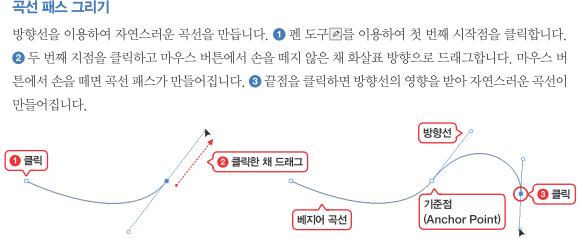 곡선 패스 그리기
방향선을 이용하여 자연스러운 곡선을 만듭니다. ❶ 펜 도구를 이용하여 첫 번째 시작점을 클릭합니다.
❷ 두 번째 지점을 클릭하고 마우스 버튼에서 손을 떼지 않은 채 화살표 방향으로 드래그합니다. 마우스 버
튼에서 손을 떼면 곡선 패스가 만들어집니다. ❸ 끝점을 클릭하면 방향선의 영향을 받아 자연스러운 곡선이
만들어집니다.
❶ 클릭
❷ 클릭한 채 드래그
방향선
베지어 곡선
기준점
(Anchor Point)
❸ 클릭